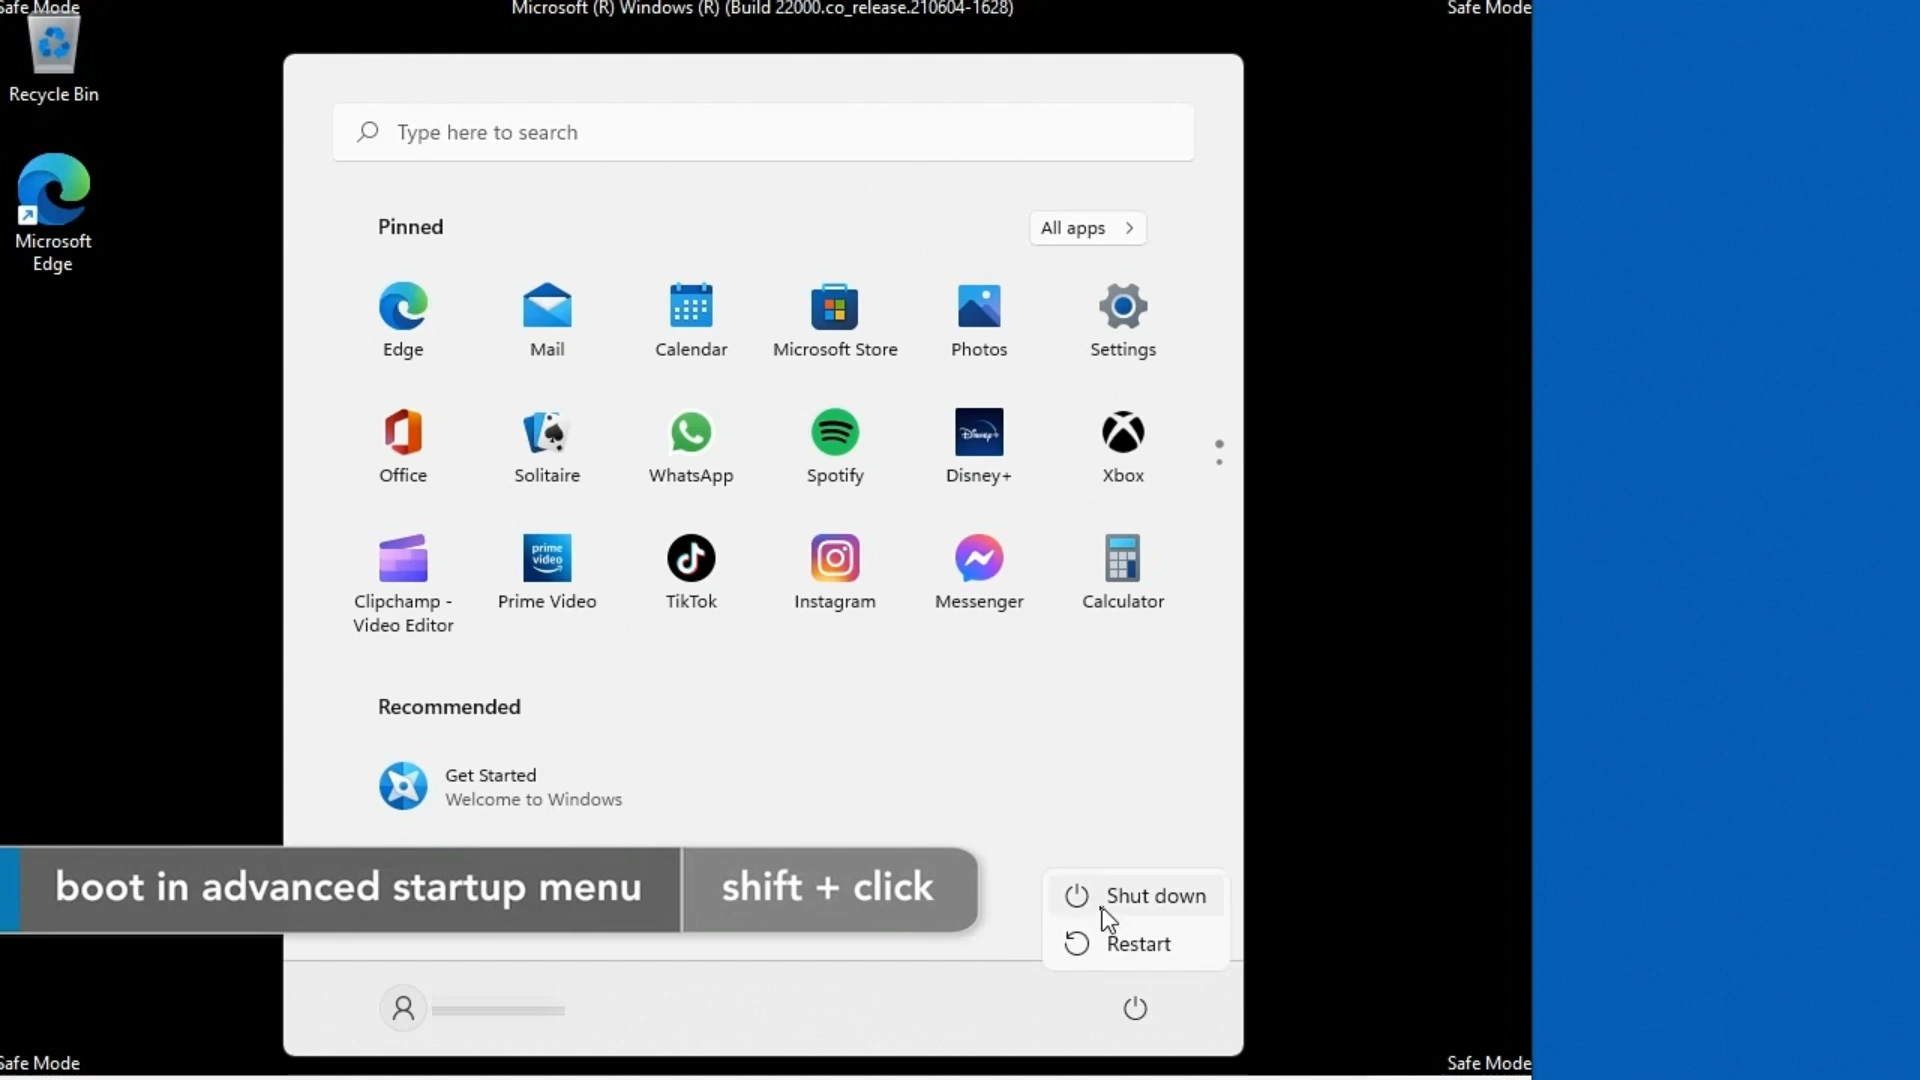 Safe Mode
Microsoft (R) Windows (R) (Build 22000.co_release.210604-1628)
Safe Mode
Recycle Bin
Microsoft
Edge
Type here to search
Pinned
All apps
Edge
Mail
Calendar
Microsoft Store
Photos
Settings
Office
Solitaire
WhatsApp
Spotify
Disney+
Disney+
Xbox
prime
video
Clipchamp -
Video Editor
Prime Video
TikTok
Instagram
Messenger
Calculator
Recommended
Get Started
Welcome to Windows
boot in advanced startup menu
shift + click
Shut down
Restart
Safe Mode
Safe Mode